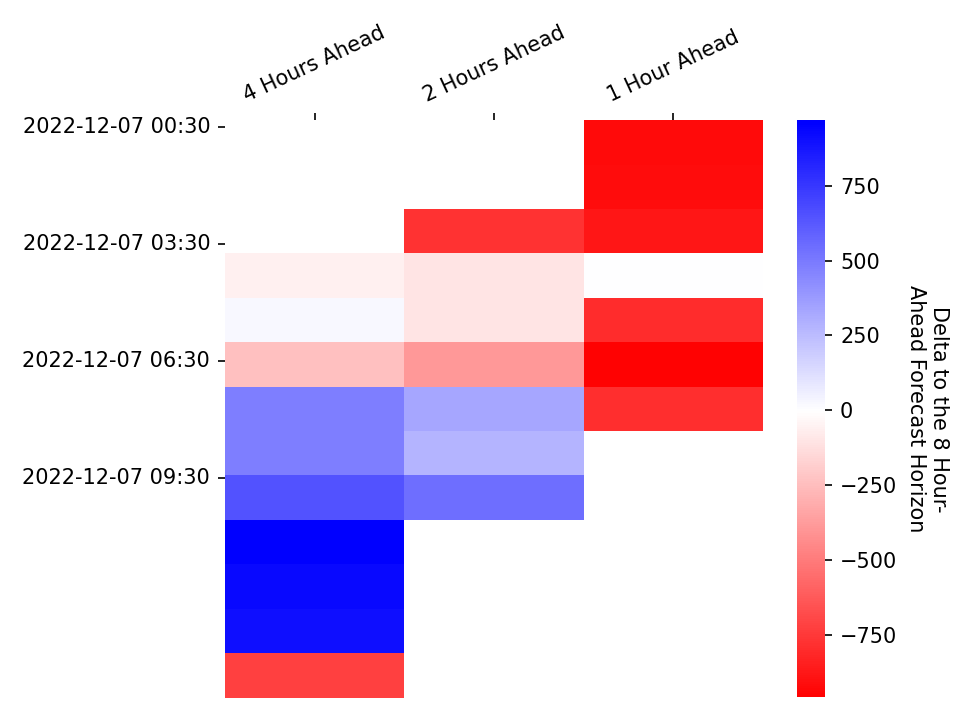 4 Hours Ahead
2 Hours Ahead
1 Hour Ahead
2022-12-07 00:30
2022-12-07 03:30
2022-12-07 06:30
2022-12-07 09:30
750
500
250
0
−250
−500
−750
Delta to the 8 Hour-
Ahead Forecast Horizon